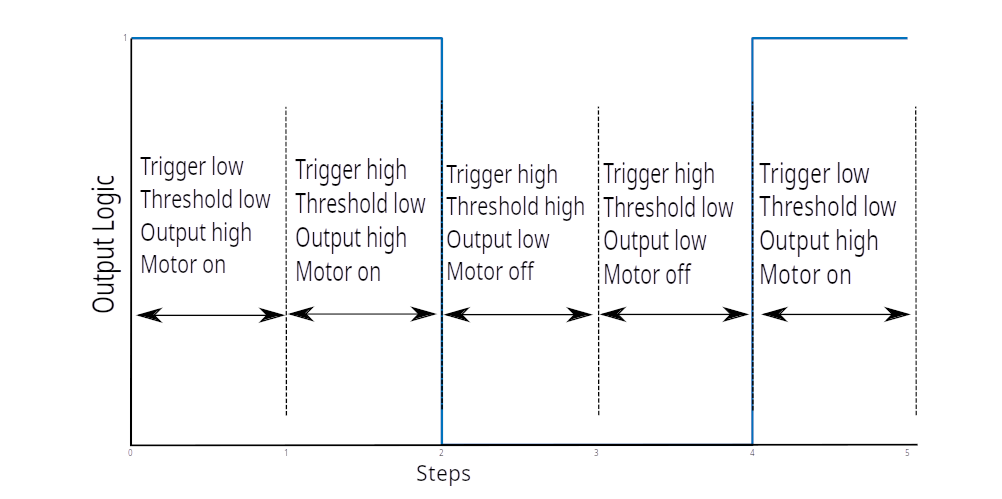 1
Output Logic
Trigger low
Threshold low
Output high
Motor on
Trigger high
Threshold low
Output high
Motor on
Trigger high
Threshold high
Output low
Motor off
Trigger high
Threshold low
Output low
Motor off
Trigger low
Threshold low
Output high
Motor on
0 1 2 3 4 5
Steps